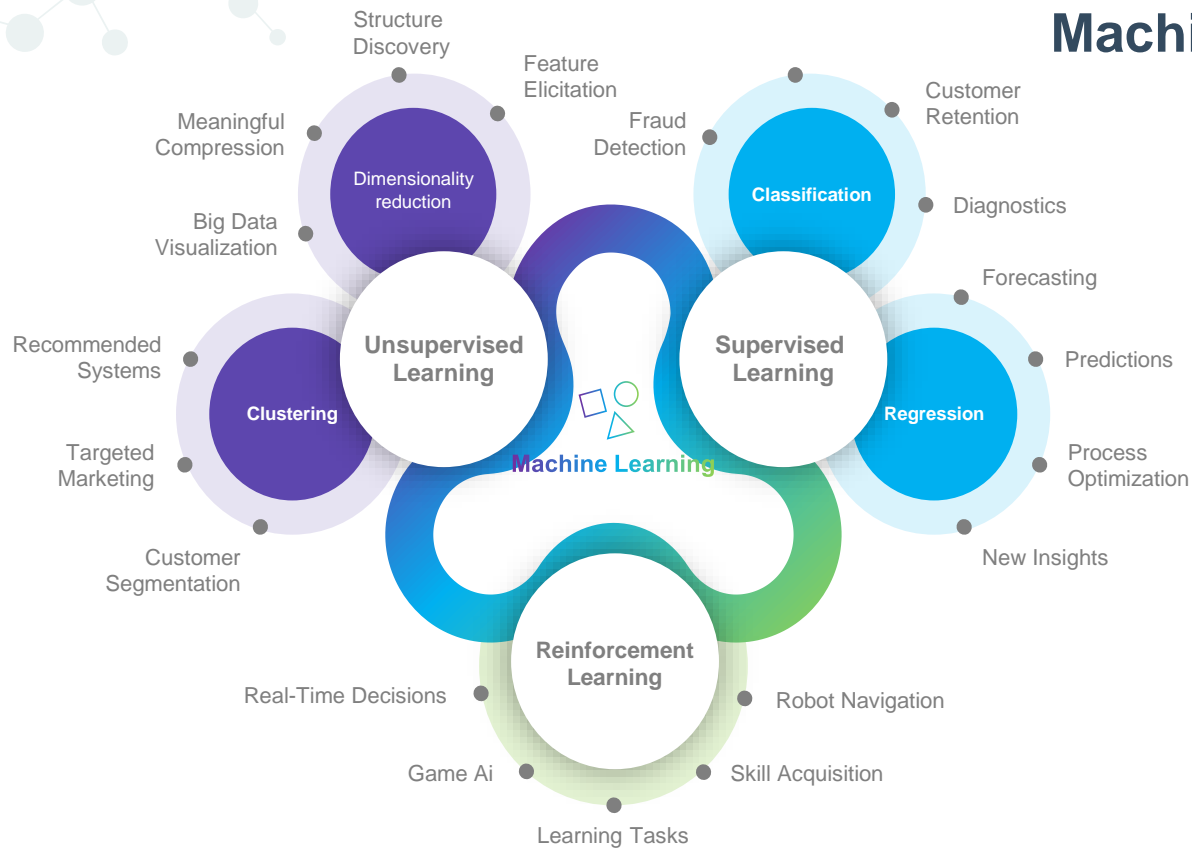 Machi
Structure
Discovery
Feature
Elicitation
Meaningful
Compression
Dimensionality
reduction
Big Data
Visualization
Unsupervised
Learning
Recommended
Systems
Clustering
Targeted
Marketing
Customer
Segmentation
Fraud
Detection
Customer
Retention
Classification
Diagnostics
Supervised
Learning
Forecasting
Predictions
Regression
Process
Optimization
New Insights
Machine Learning
Reinforcement
Learning
Real-Time Decisions
Game Ai
Learning Tasks
Skill Acquisition
Robot Navigation